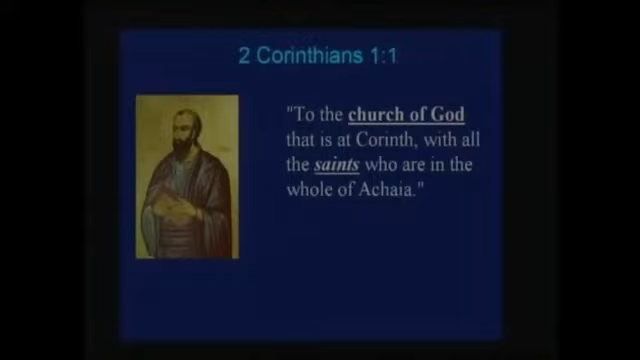 2 Corinthians 1:1
"To the church of God
that is at Corinth, with all
the saints who are in the
whole of Achaia."